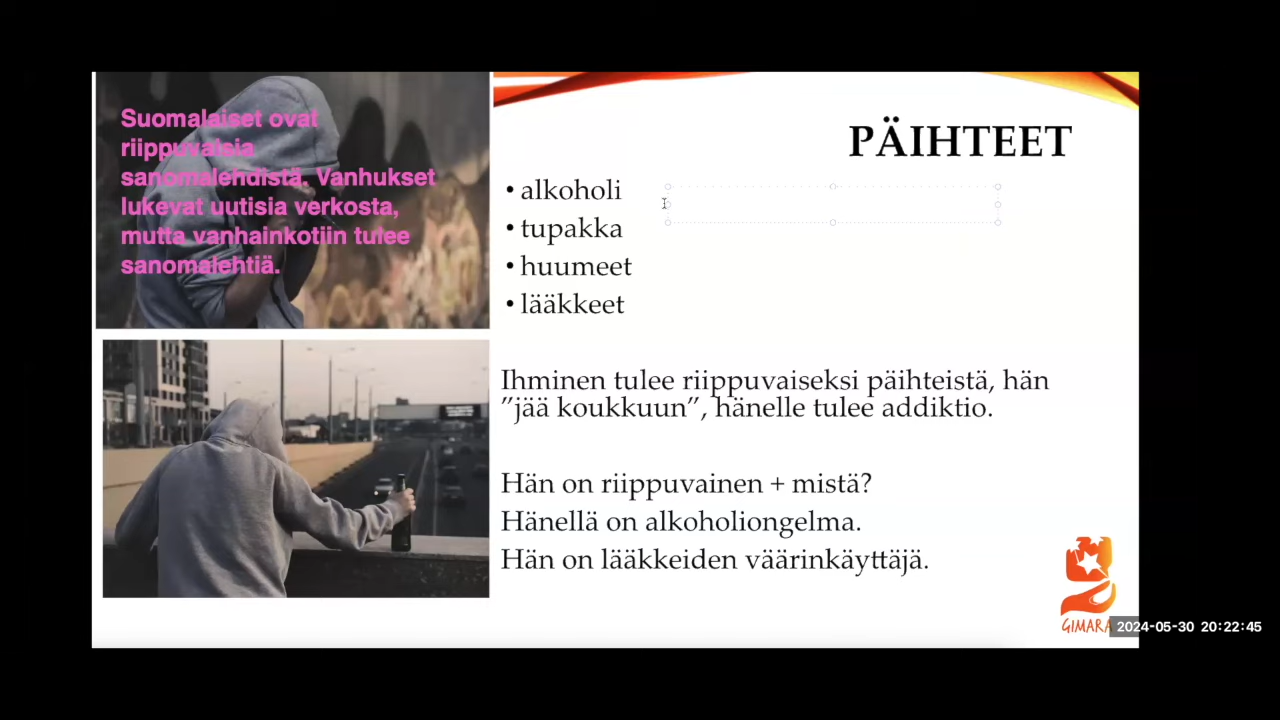 Suomalaiset ovat
riippuvaisia
sanomalehdistä. Vanhukset
lukevat uutisia verkosta,
mutta vanhainkotiin tulee
sanomalehtiä.
PÄIHTEET
• alkoholi
• tupakka
• huumeet
• lääkkeet
Ihminen tulee riippuvaiseksi päihteistä, hän
”jää koukkuun”, hänelle tulee addiktio.
Hän on riippuvainen + mistä?
Hänellä on alkoholiongelma.
Hän on lääkkeiden väärinkäyttäjä.
GIMARA
2024-05-30 20:22:45